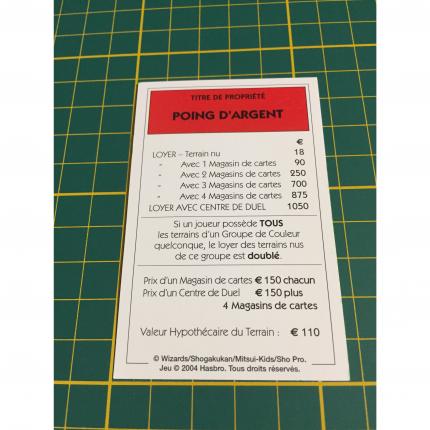 TITRE DE PROPRIÉTÉ
POING D'ARGENT
€
LOYER – Terrain nu 18
" Avec 1 Magasin de cartes 90
" Avec 2 Magasins de cartes 250
" Avec 3 Magasins de cartes 700
" Avec 4 Magasins de cartes 875
LOYER AVEC CENTRE DE DUEL 1050
Si un joueur possède TOUS
les terrains d'un Groupe de Couleur
quelconque, le loyer des terrains nus
de ce groupe est doublé.
Prix d'un Magasin de cartes € 150 chacun
Prix d'un Centre de Duel € 150 plus
4 Magasins de cartes
Valeur Hypothécaire du Terrain : € 110
© Wizards/Shogakukan/Mitsui-Kids/Sho Pro.
Jeu © 2004 Hasbro. Tous droits réservés.